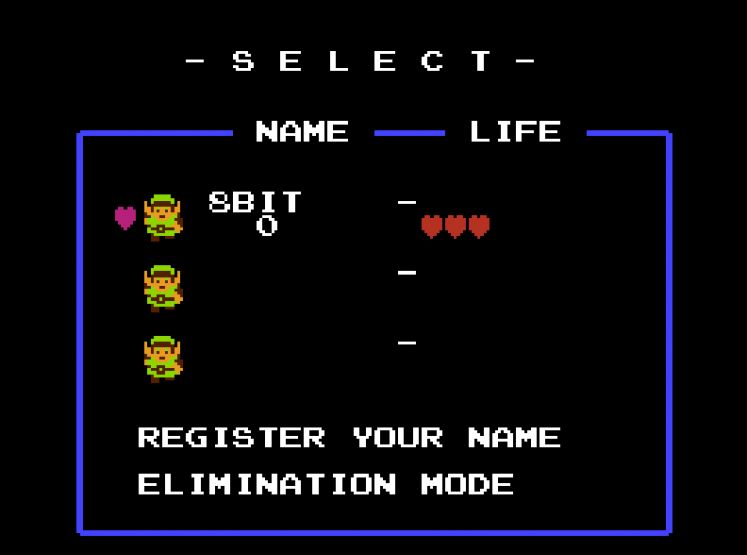 - S E L E C T -
NAME LIFE
8BIT -
0
-
-
REGISTER YOUR NAME
ELIMINATION MODE